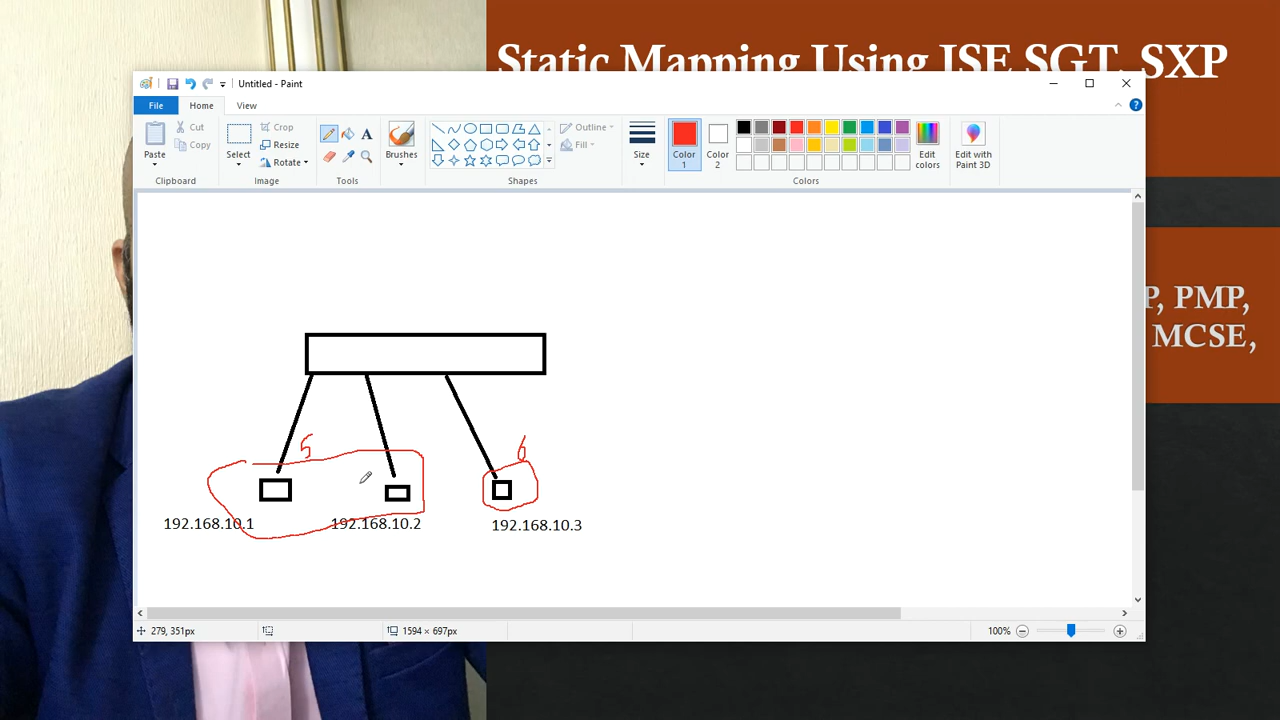 Static Mapping Using ISE SGT, SXP
Untitled - Paint
File
Home
View
Paste
Cut
Copy
Clipboard
Select
Crop
Resize
Rotate
Image
Tools
Brushes
Shapes
Outline
Fill
Size
Color 1
Color 2
Colors
Edit colors
Edit with Paint 3D
P, PMP,
MCSE,
5
6
192.168.10.1
192.168.10.2
192.168.10.3
279, 351px
1594 × 697px
100%